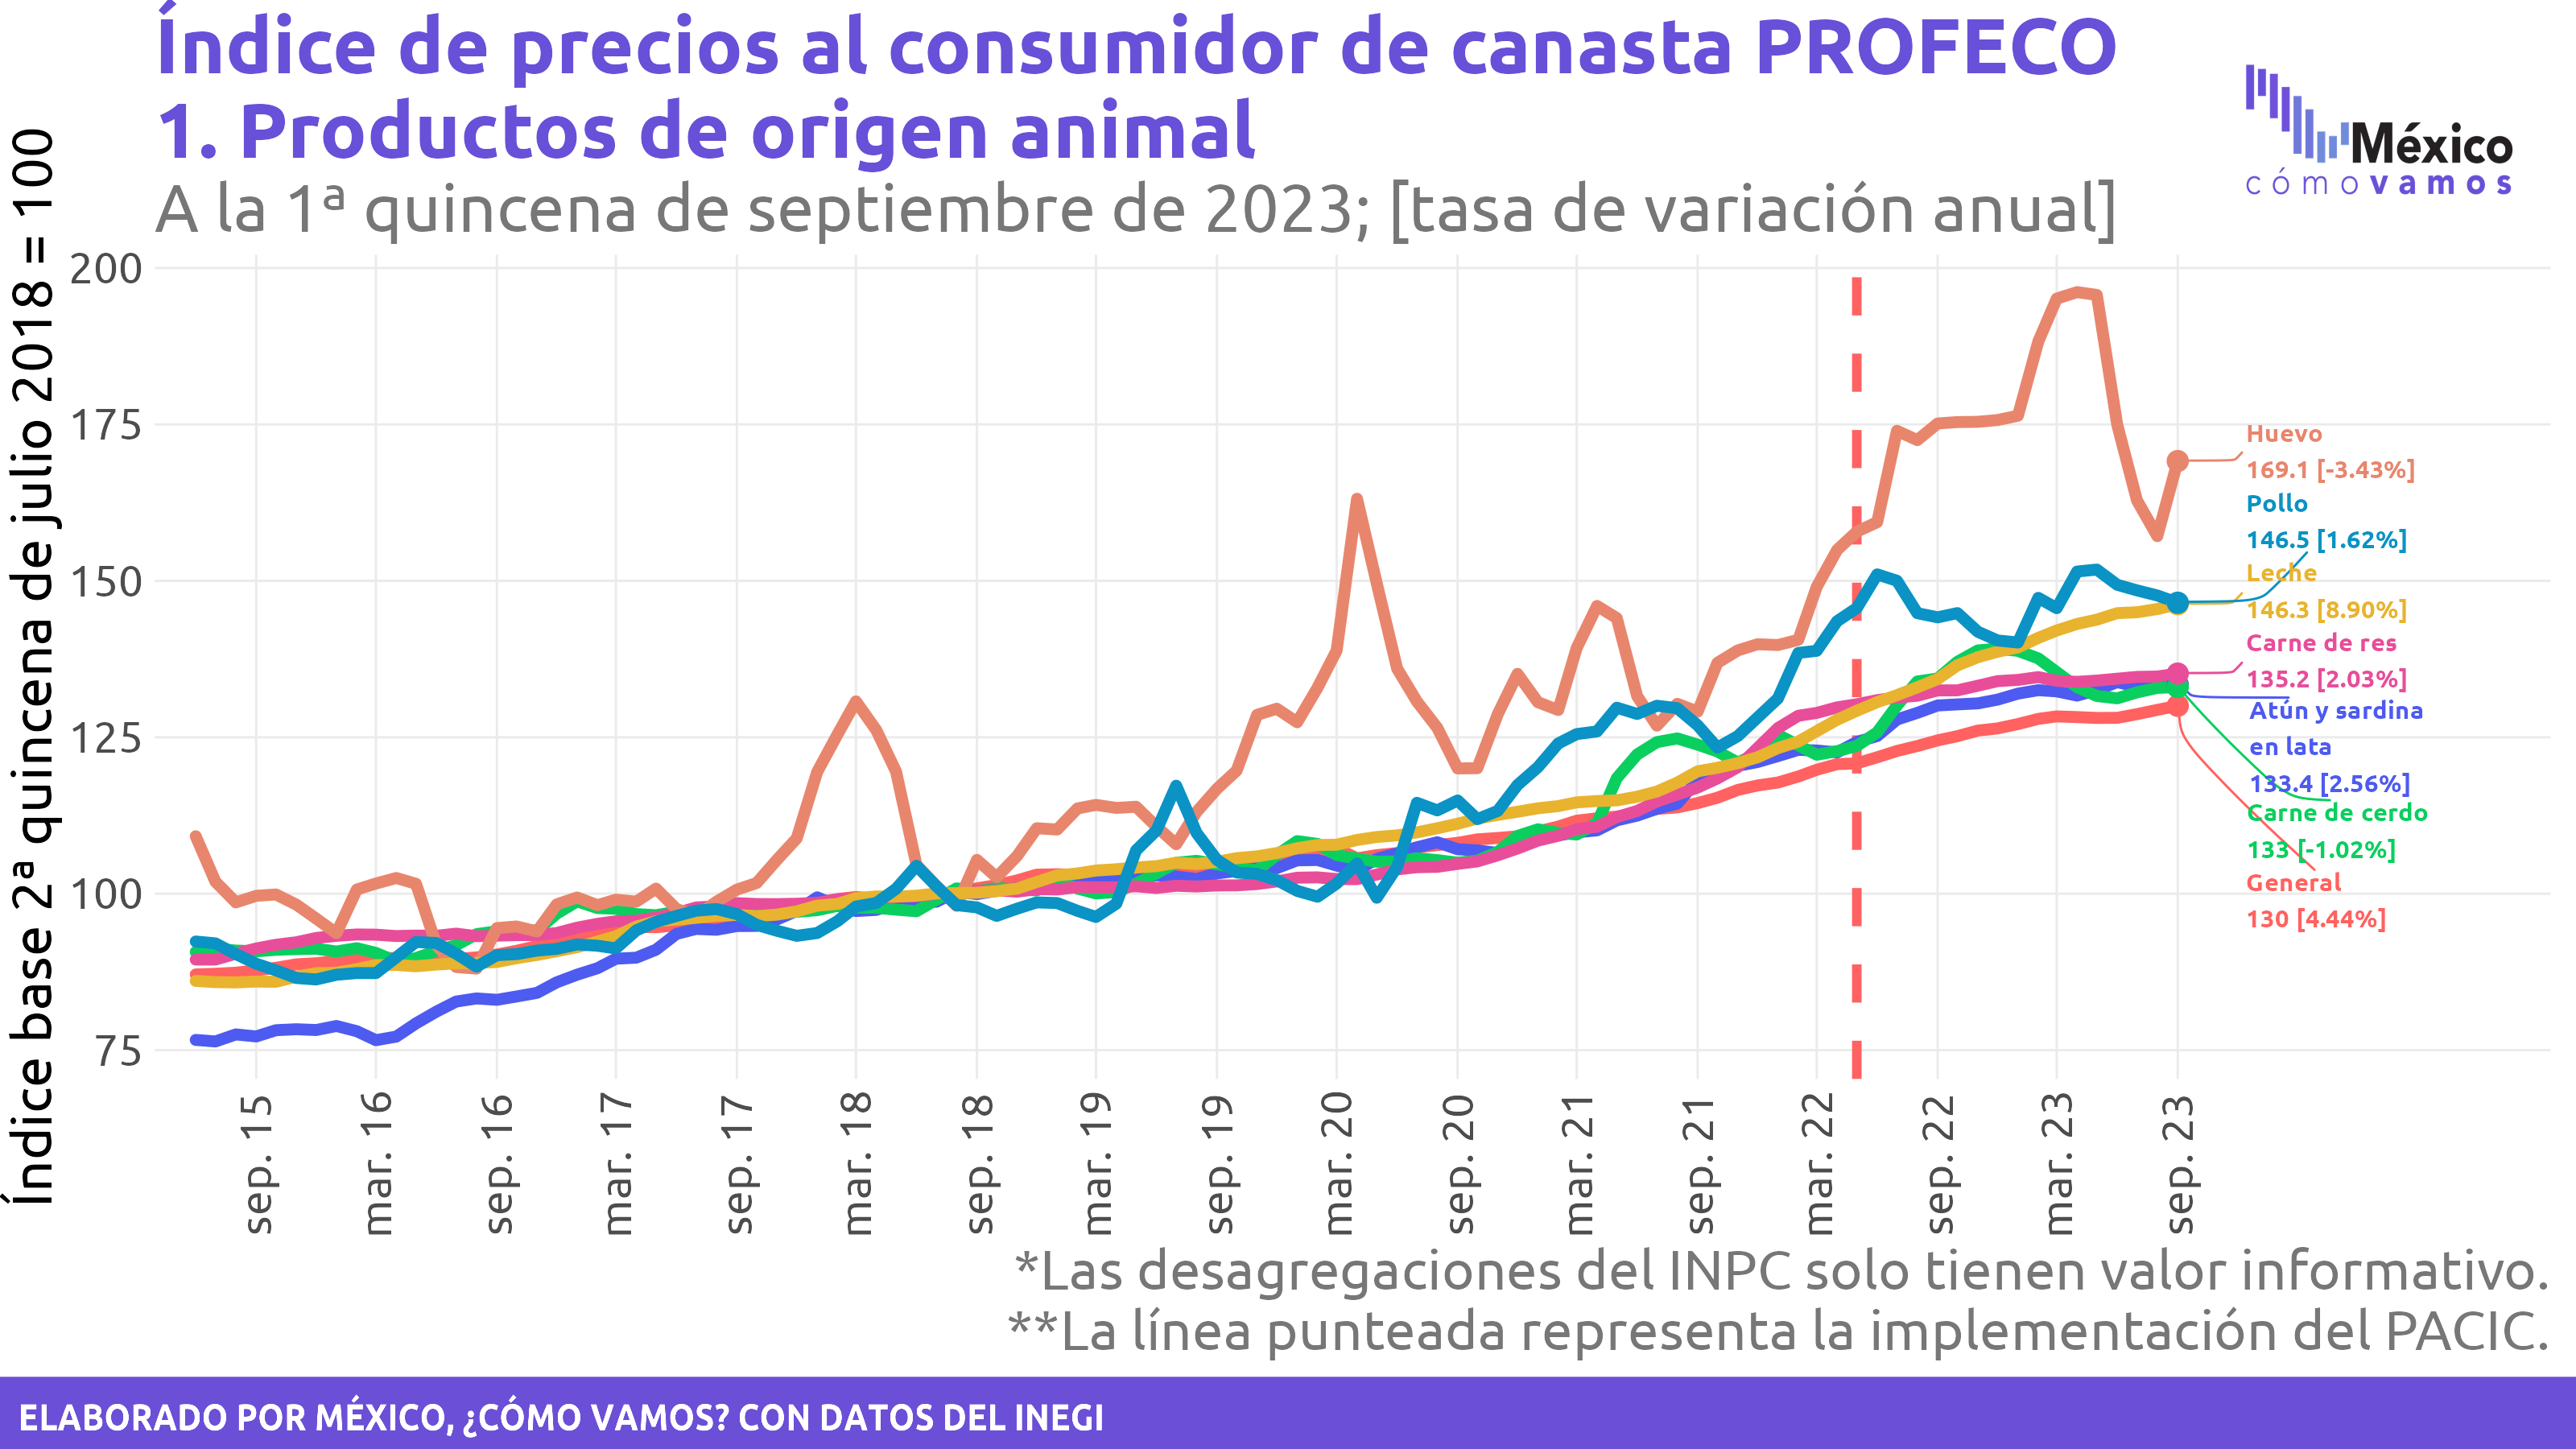 Índice de precios al consumidor de canasta PROFECO
1. Productos de origen animal
A la 1ª quincena de septiembre de 2023; [tasa de variación anual]
México
cómo vamos
Índice base 2ª quincena de julio 2018 = 100
200
175
150
125
100
75
Huevo
169.1 [-3.43%]
Pollo
146.5 [1.62%]
Leche
146.3 [8.90%]
Carne de res
135.2 [2.03%]
Atún y sardina
en lata
133.4 [2.56%]
Carne de cerdo
133 [-1.02%]
General
130 [4.44%]
sep. 15
mar. 16
sep. 16
mar. 17
sep. 17
mar. 18
sep. 18
mar. 19
sep. 19
mar. 20
sep. 20
mar. 21
sep. 21
mar. 22
sep. 22
mar. 23
sep. 23
*Las desagregaciones del INPC solo tienen valor informativo.
**La línea punteada representa la implementación del PACIC.
ELABORADO POR MÉXICO, ¿CÓMO VAMOS? CON DATOS DEL INEGI